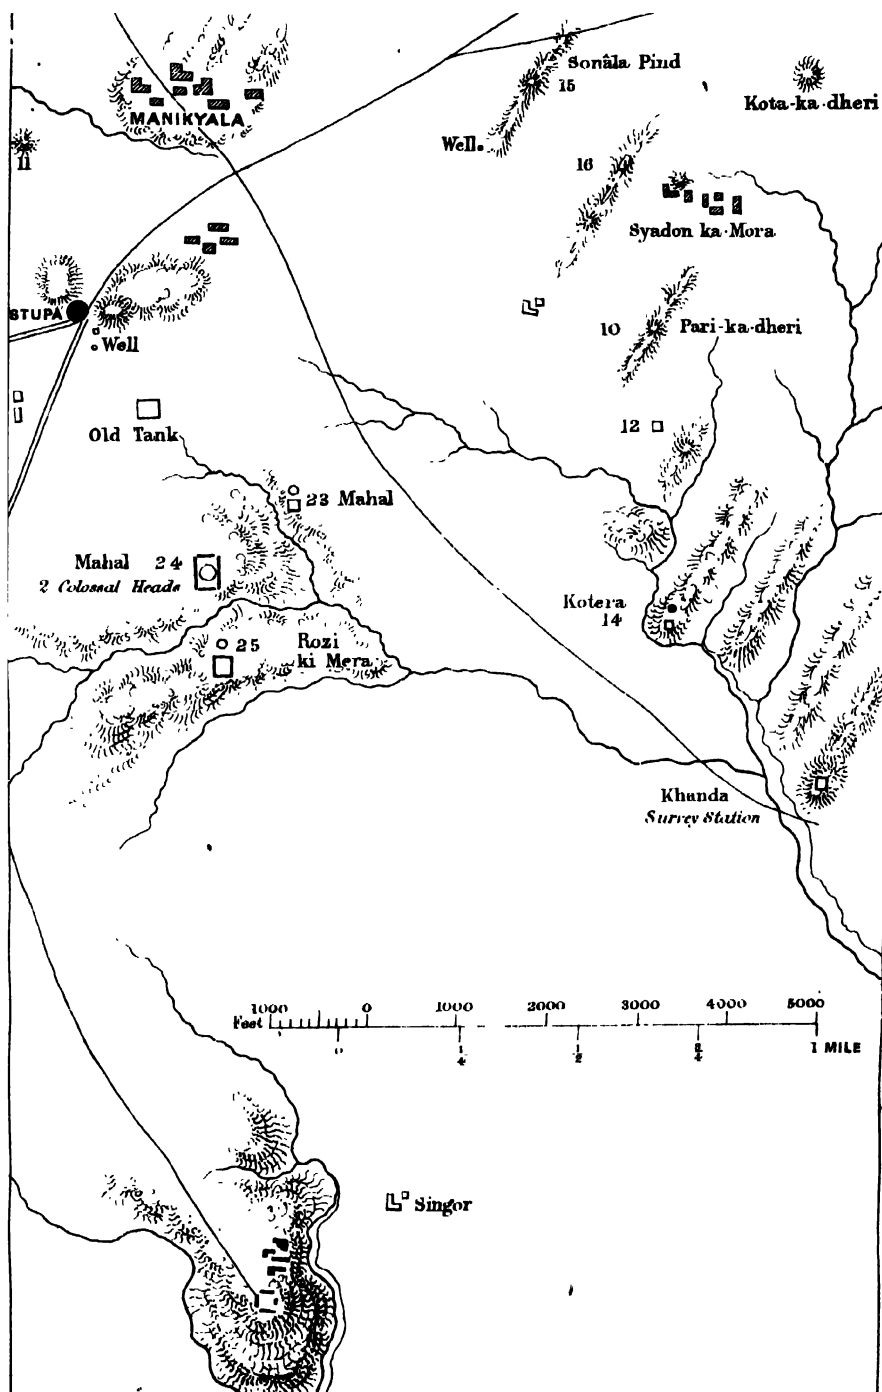 Sonâla Pind
15
Kota-ka-dheri
MANIKYALA
Well.
11
16
Syadon ka-Mora
STUPA
10
Pari-ka-dheri
Well
Old Tank
12
23 Mahal
Mahal 24
2 Colossal Heads
Kotera
14
25
Rozi
ki Mera
Khanda
Survey Station
1000 0 1000 2000 3000 4000 5000
Feet
0 1/4 1/2 3/4 1 MILE
Singor